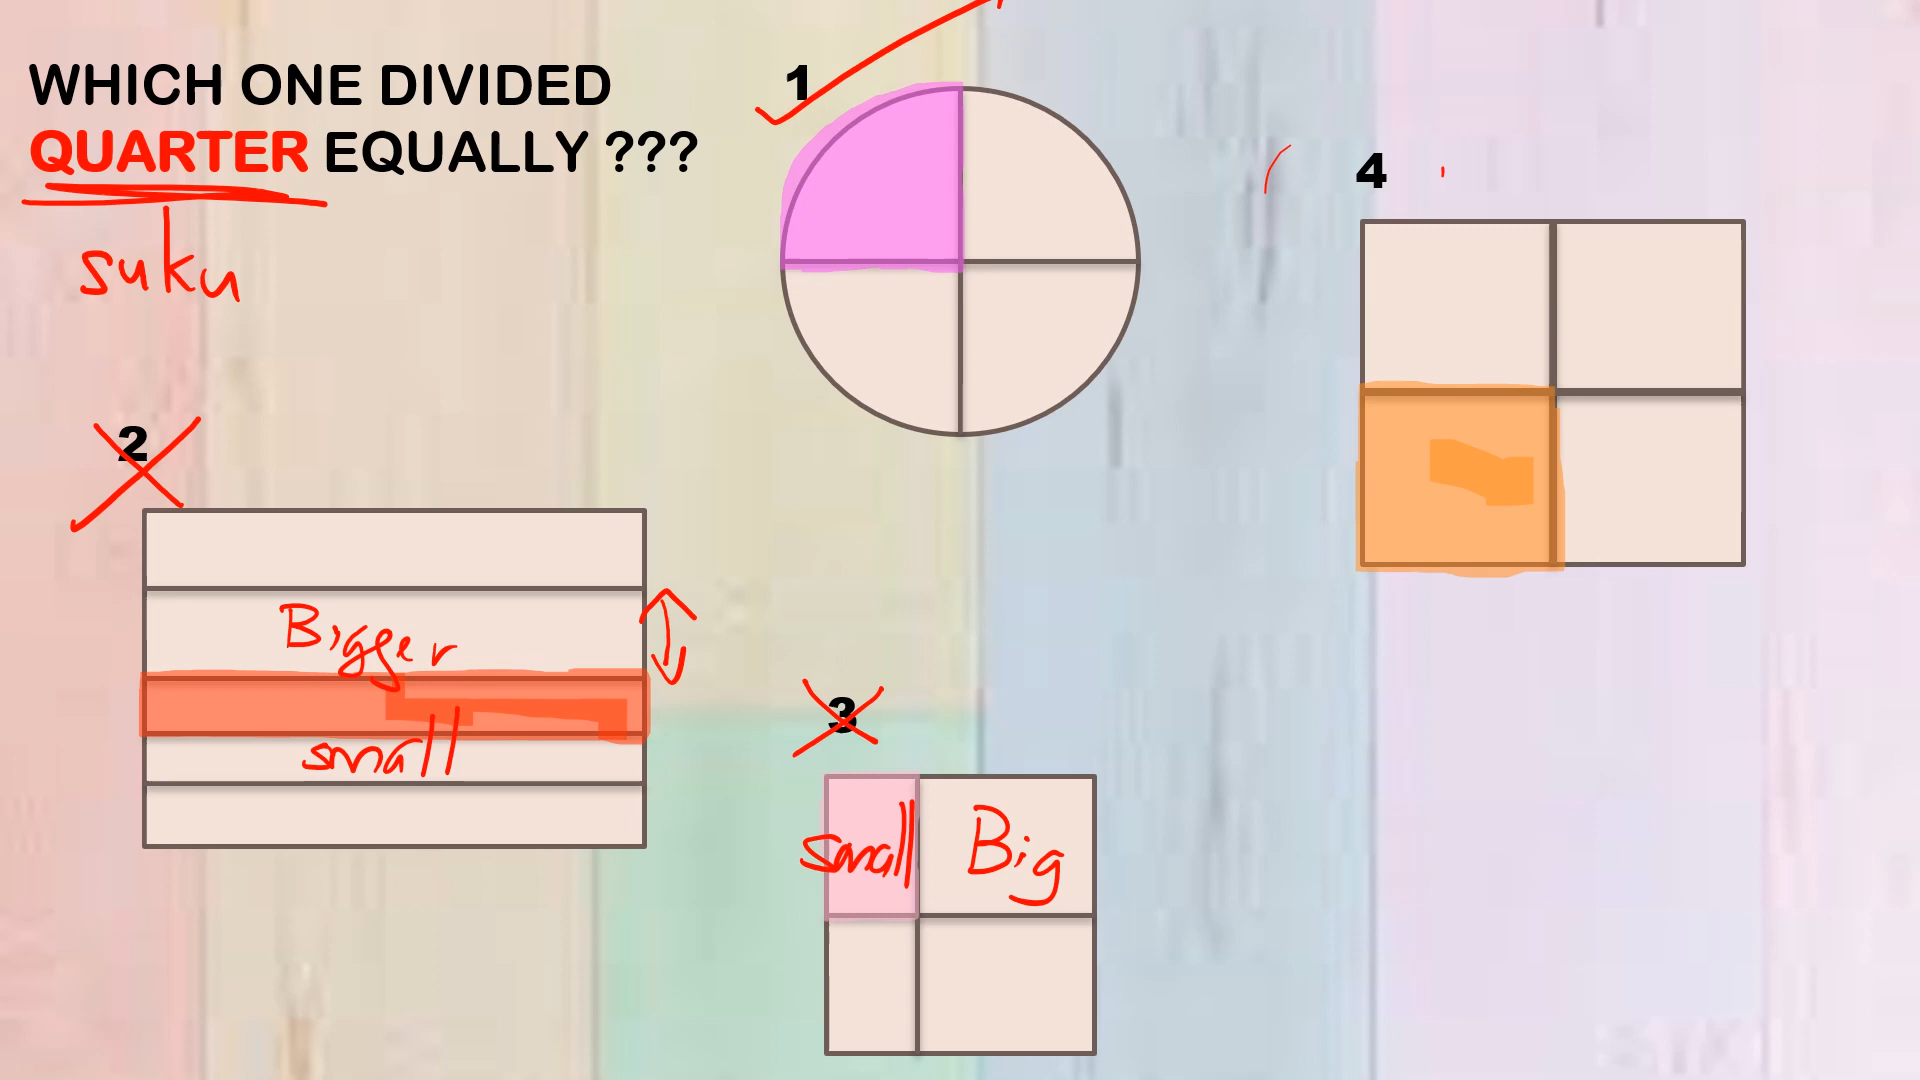 WHICH ONE DIVIDED
QUARTER EQUALLY ???
suku
1
4
2
Bigger
small
3
small
Big